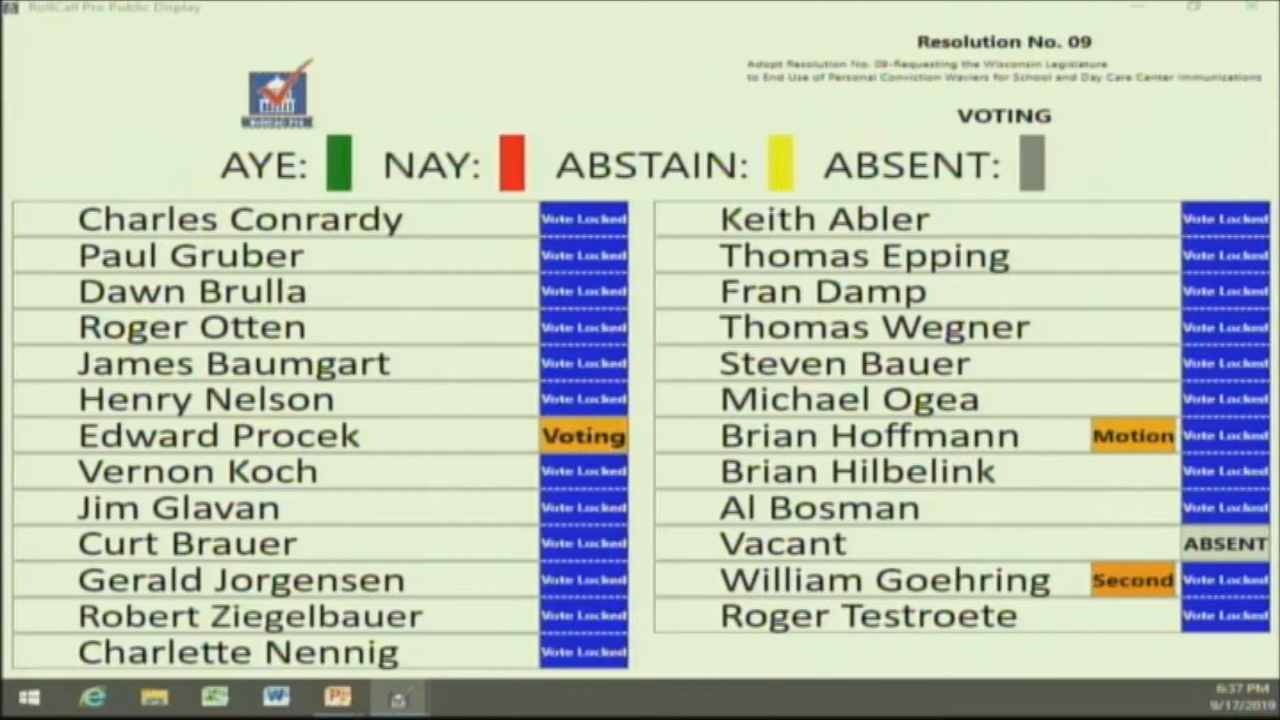 RollCall Pro Public Display
Resolution No. 09
Adopt Resolution No. 09-Requesting the Wisconsin Legislature
to End Use of Personal Conviction Waviers for School and Day Care Center Immunizations
VOTING
AYE: NAY: ABSTAIN: ABSENT:
Charles Conrardy Vote Locked
Paul Gruber Vote Locked
Dawn Brulla Vote Locked
Roger Otten Vote Locked
James Baumgart Vote Locked
Henry Nelson Vote Locked
Edward Procek Voting
Vernon Koch Vote Locked
Jim Glavan Vote Locked
Curt Brauer Vote Locked
Gerald Jorgensen Vote Locked
Robert Ziegelbauer Vote Locked
Charlette Nennig Vote Locked
Keith Abler Vote Locked
Thomas Epping Vote Locked
Fran Damp Vote Locked
Thomas Wegner Vote Locked
Steven Bauer Vote Locked
Michael Ogea Vote Locked
Brian Hoffmann Motion Vote Locked
Brian Hilbelink Vote Locked
Al Bosman Vote Locked
Vacant ABSENT
William Goehring Second Vote Locked
Roger Testroete Vote Locked
6:37 PM
9/17/2019